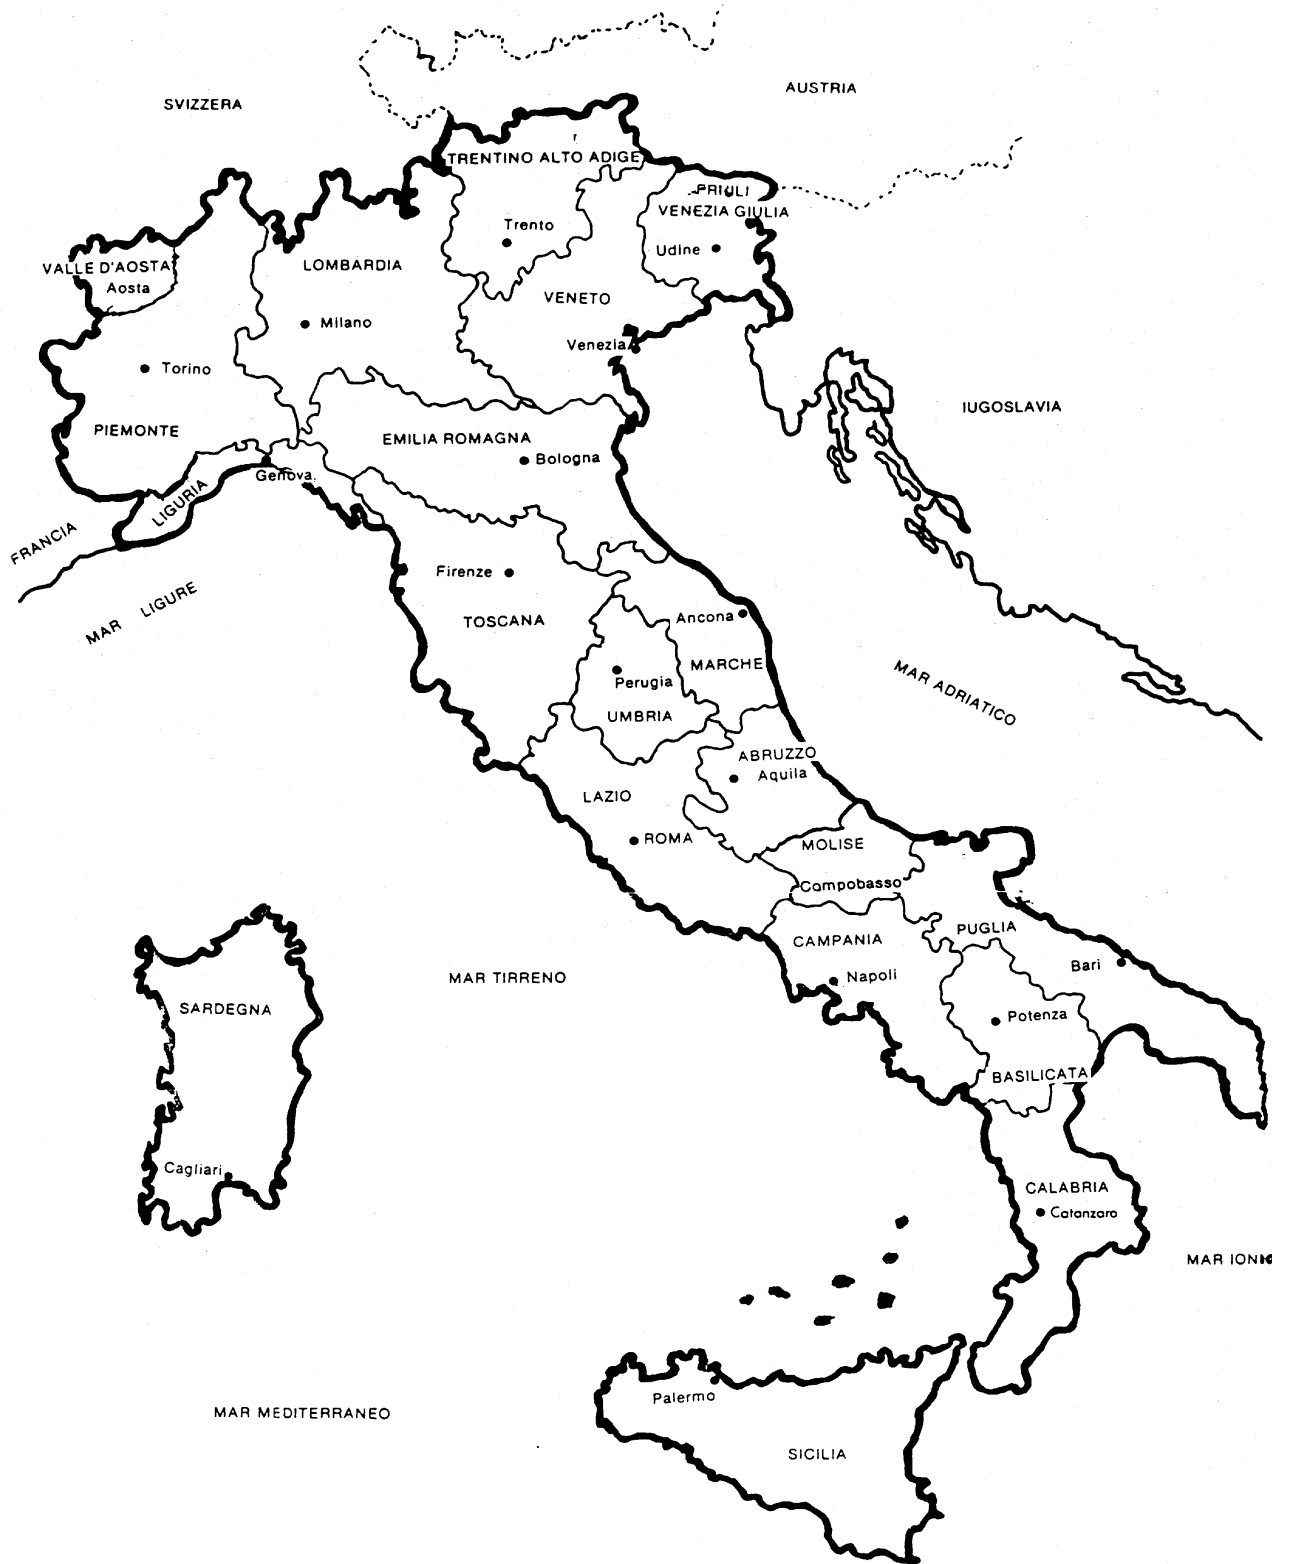 AUSTRIA
SVIZZERA
TRENTINO ALTO ADIGE
PRIULI
VENEZIA GIULIA
Trento
Udine
VALLE D'AOSTA
Aosta
LOMBARDIA
VENETO
Milano
Venezia
Torino
IUGOSLAVIA
PIEMONTE
EMILIA ROMAGNA
Bologna
Genova
LIGURIA
FRANCIA
MAR LIGURE
Firenze
TOSCANA
Ancona
MARCHE
Perugia
UMBRIA
MAR ADRIATICO
ABRUZZO
Aquila
LAZIO
ROMA
MOLISE
Campobasso
CAMPANIA
PUGLIA
Bari
Napoli
MAR TIRRENO
SARDEGNA
Potenza
BASILICATA
Cagliari
CALABRIA
Catanzaro
MAR
Palermo
MAR MEDITERRANEO
SICILIA